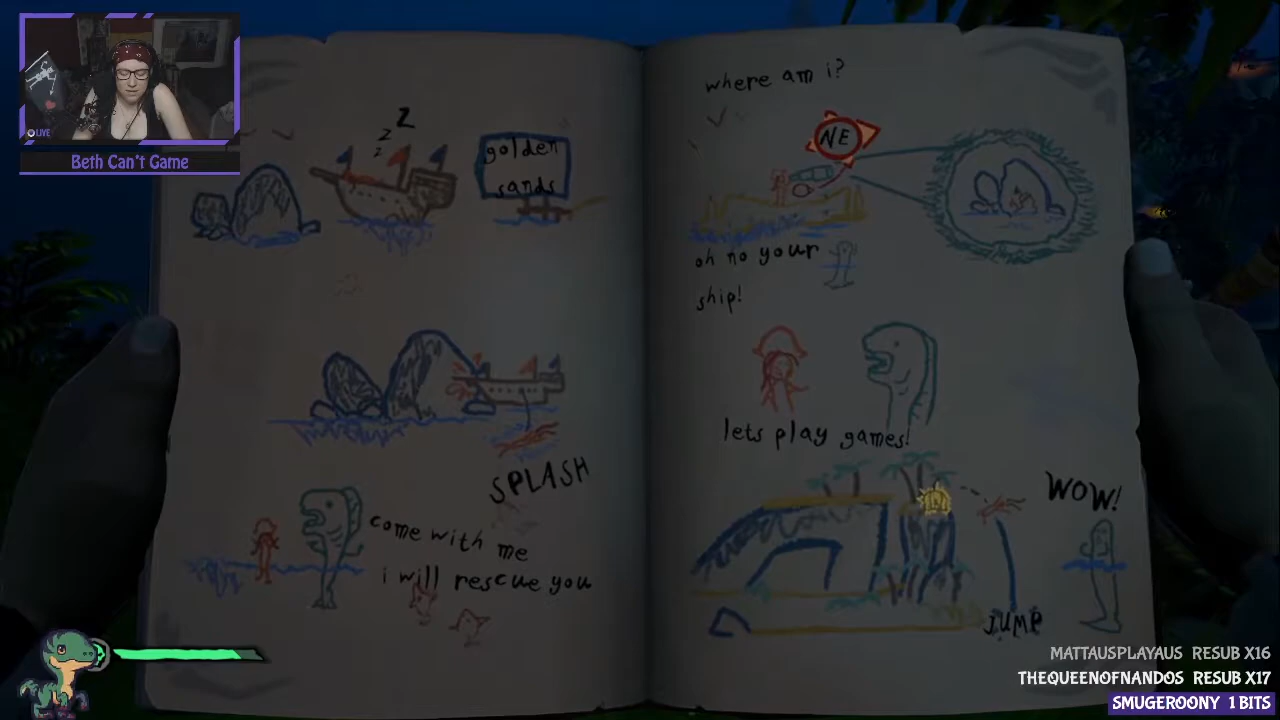 LIVE
Beth Can't Game
z
z
z
golden
sands
SPLASH
come with me
i will rescue you
where am i?
NE
oh no your
ship!
lets play games!
WOW!
JUMP
MATTAUSPLAYAUS RESUB X16
THEQUEENOFNANDOS RESUB X17
SMUGEROONY 1 BITS